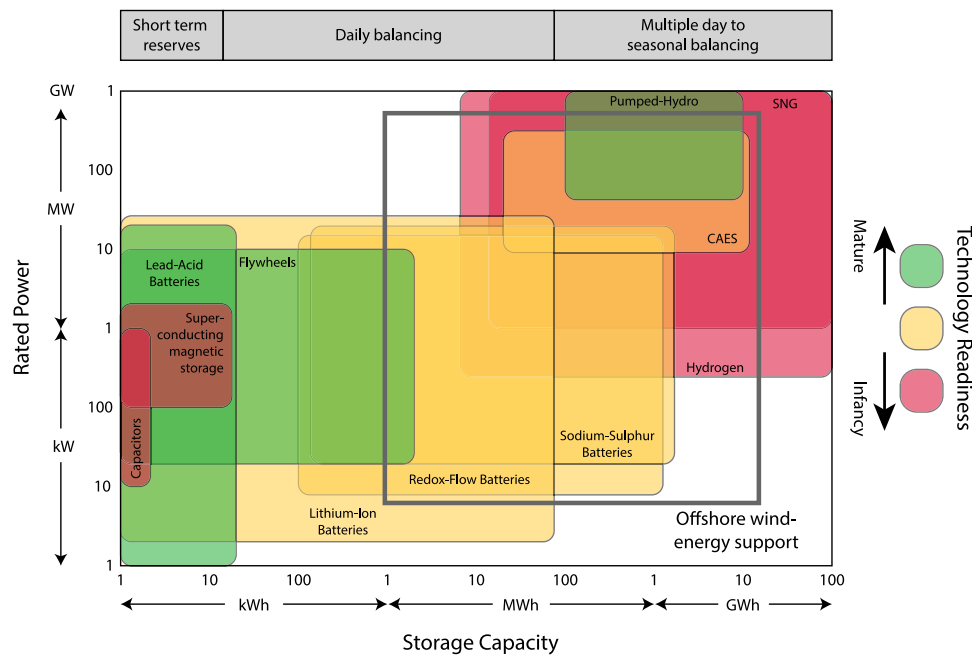 Short term
reserves
Daily balancing
Multiple day to
seasonal balancing
GW
1
100
MW
10
1
100
kW
10
1
Rated Power
Pumped-Hydro
SNG
CAES
Lead-Acid
Batteries
Flywheels
Super-
conducting
magnetic
storage
Capacitors
Hydrogen
Sodium-Sulphur
Batteries
Redox-Flow Batteries
Lithium-Ion
Batteries
Offshore wind-
energy support
1
10
100
1
10
100
1
10
100
kWh
MWh
GWh
Storage Capacity
Mature
Infancy
Technology Readiness